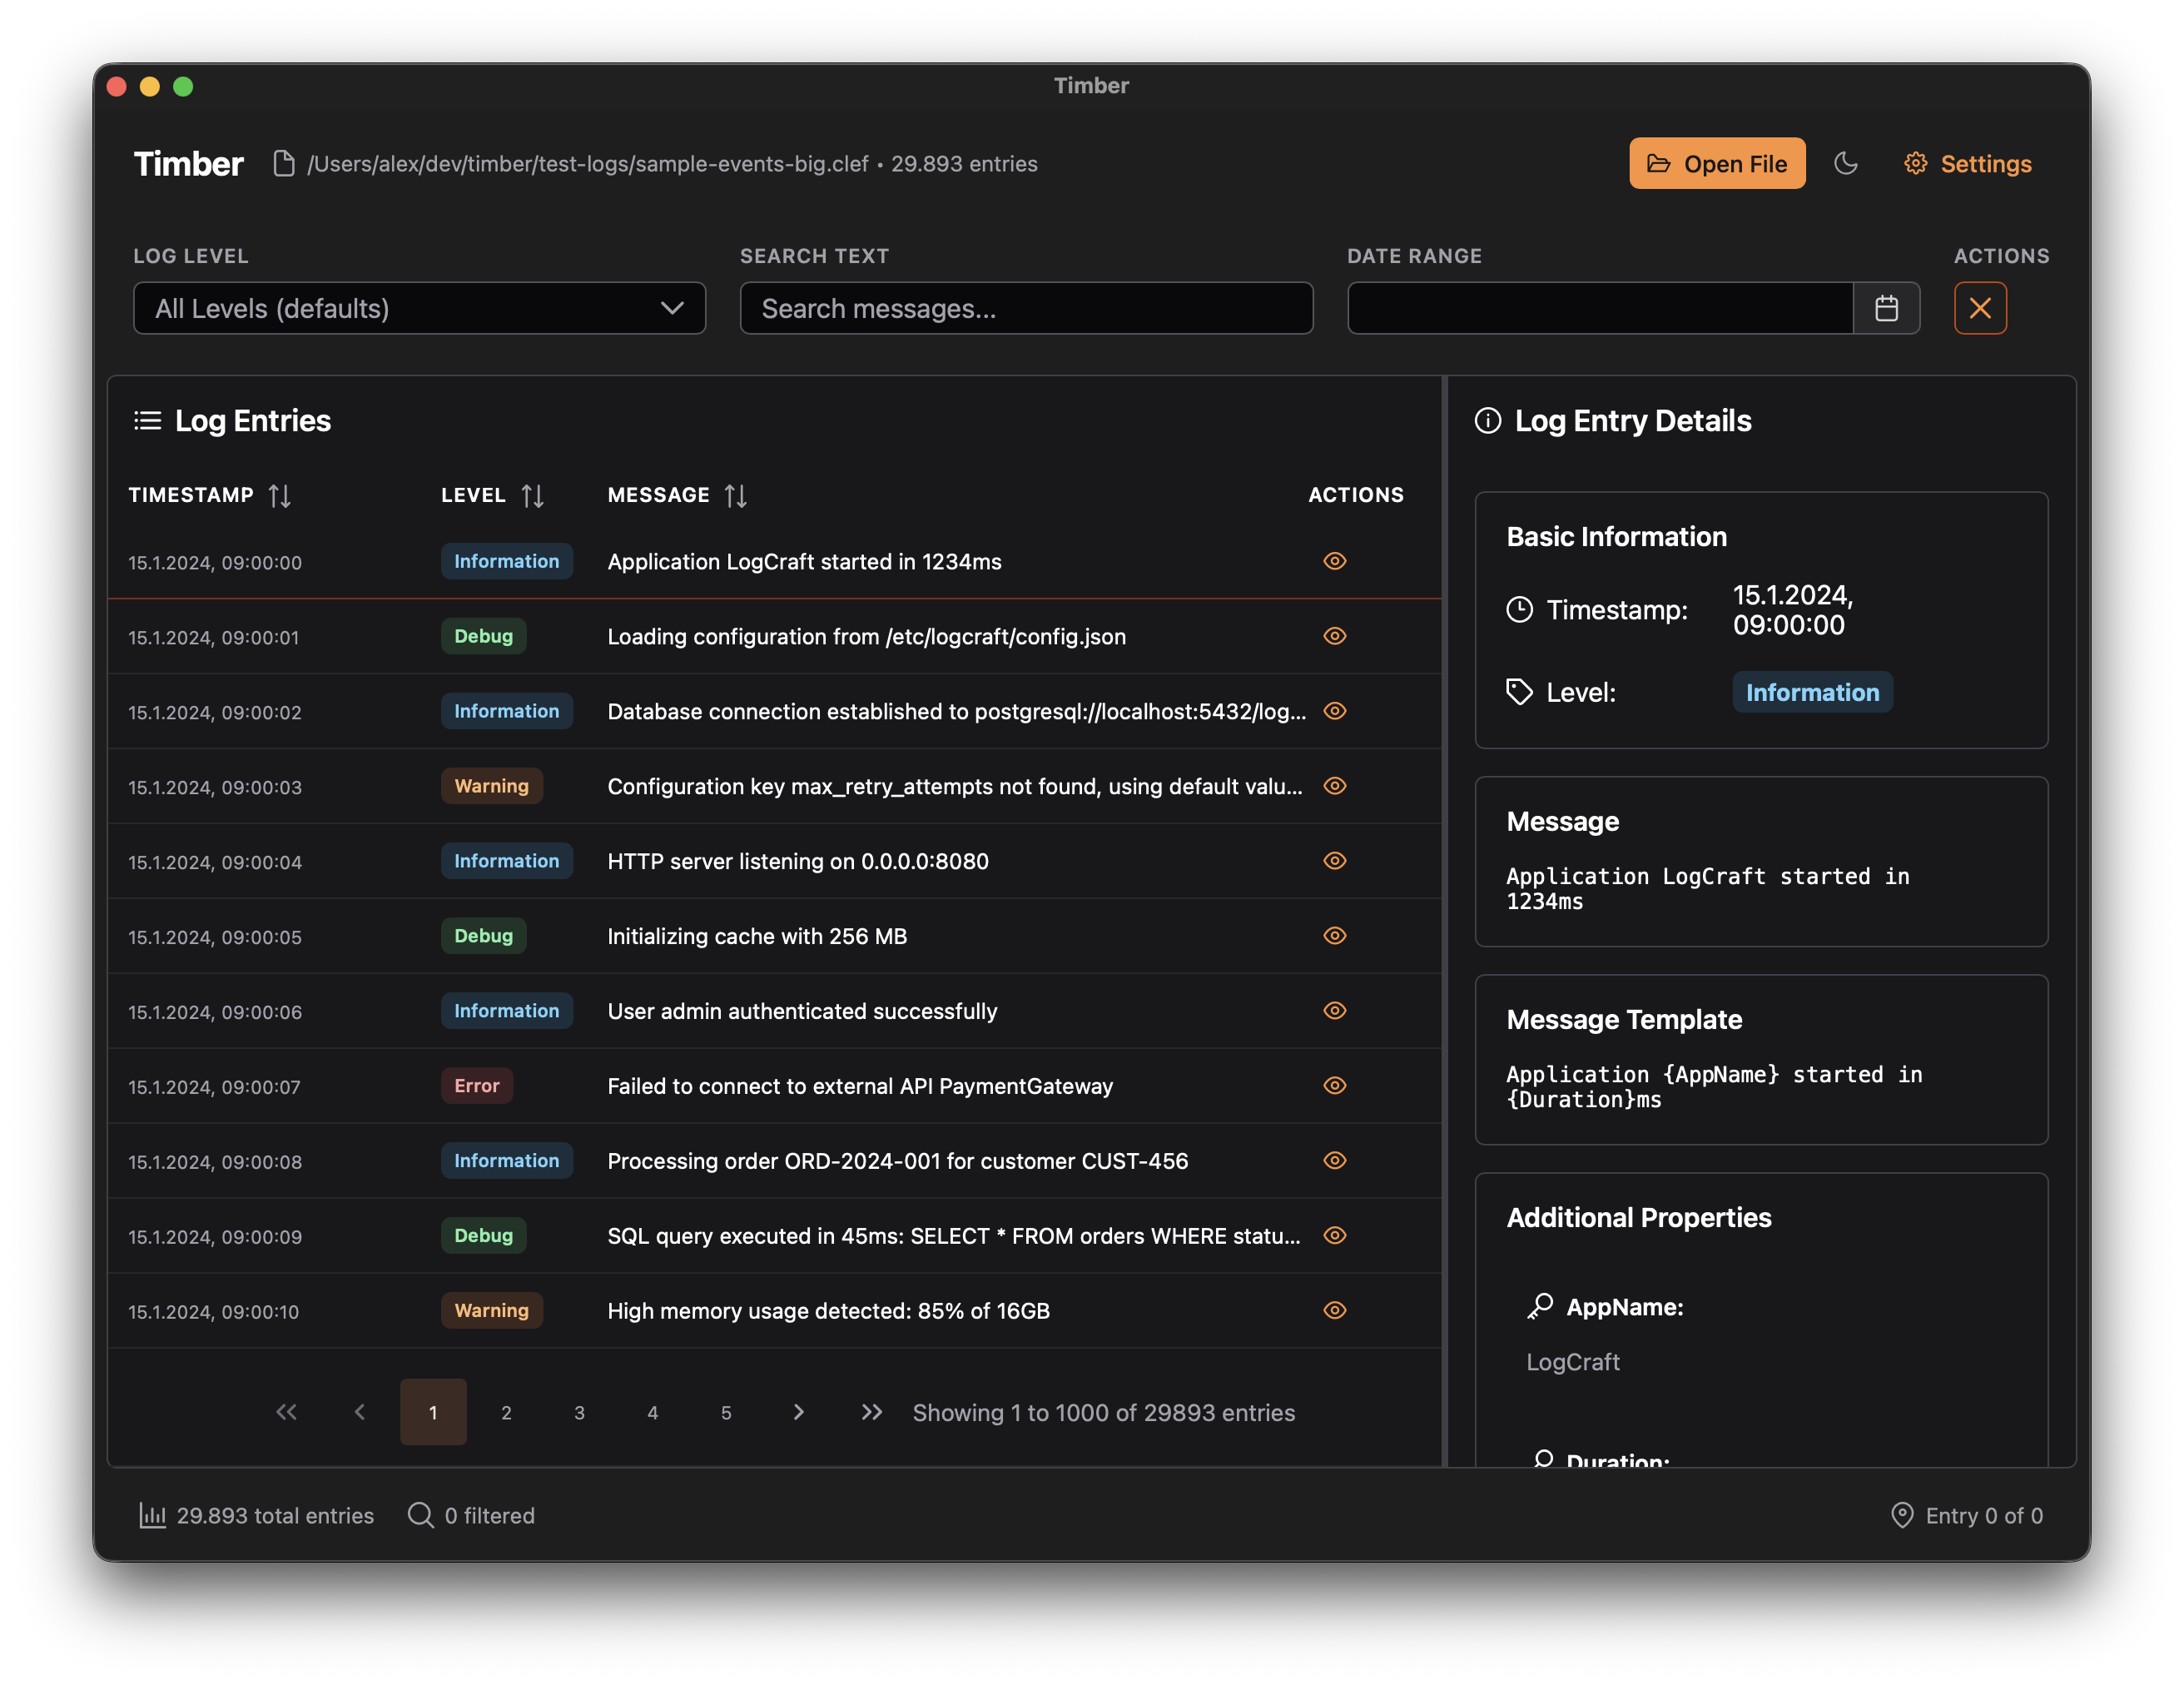 Timber
Timber
/Users/alex/dev/timber/test-logs/sample-events-big.clef • 29.893 entries
Open File
Settings
LOG LEVEL
SEARCH TEXT
DATE RANGE
ACTIONS
All Levels (defaults)
Search messages...
Log Entries
TIMESTAMP LEVEL MESSAGE ACTIONS
15.1.2024, 09:00:00 Information Application LogCraft started in 1234ms
15.1.2024, 09:00:01 Debug Loading configuration from /etc/logcraft/config.json
15.1.2024, 09:00:02 Information Database connection established to postgresql://localhost:5432/log...
15.1.2024, 09:00:03 Warning Configuration key max_retry_attempts not found, using default valu...
15.1.2024, 09:00:04 Information HTTP server listening on 0.0.0.0:8080
15.1.2024, 09:00:05 Debug Initializing cache with 256 MB
15.1.2024, 09:00:06 Information User admin authenticated successfully
15.1.2024, 09:00:07 Error Failed to connect to external API PaymentGateway
15.1.2024, 09:00:08 Information Processing order ORD-2024-001 for customer CUST-456
15.1.2024, 09:00:09 Debug SQL query executed in 45ms: SELECT * FROM orders WHERE statu...
15.1.2024, 09:00:10 Warning High memory usage detected: 85% of 16GB
1 2 3 4 5 Showing 1 to 1000 of 29893 entries
Log Entry Details
Basic Information
Timestamp: 15.1.2024,
09:00:00
Level: Information
Message
Application LogCraft started in
1234ms
Message Template
Application {AppName} started in
{Duration}ms
Additional Properties
AppName:
LogCraft
Duration:
29.893 total entries
0 filtered
Entry 0 of 0